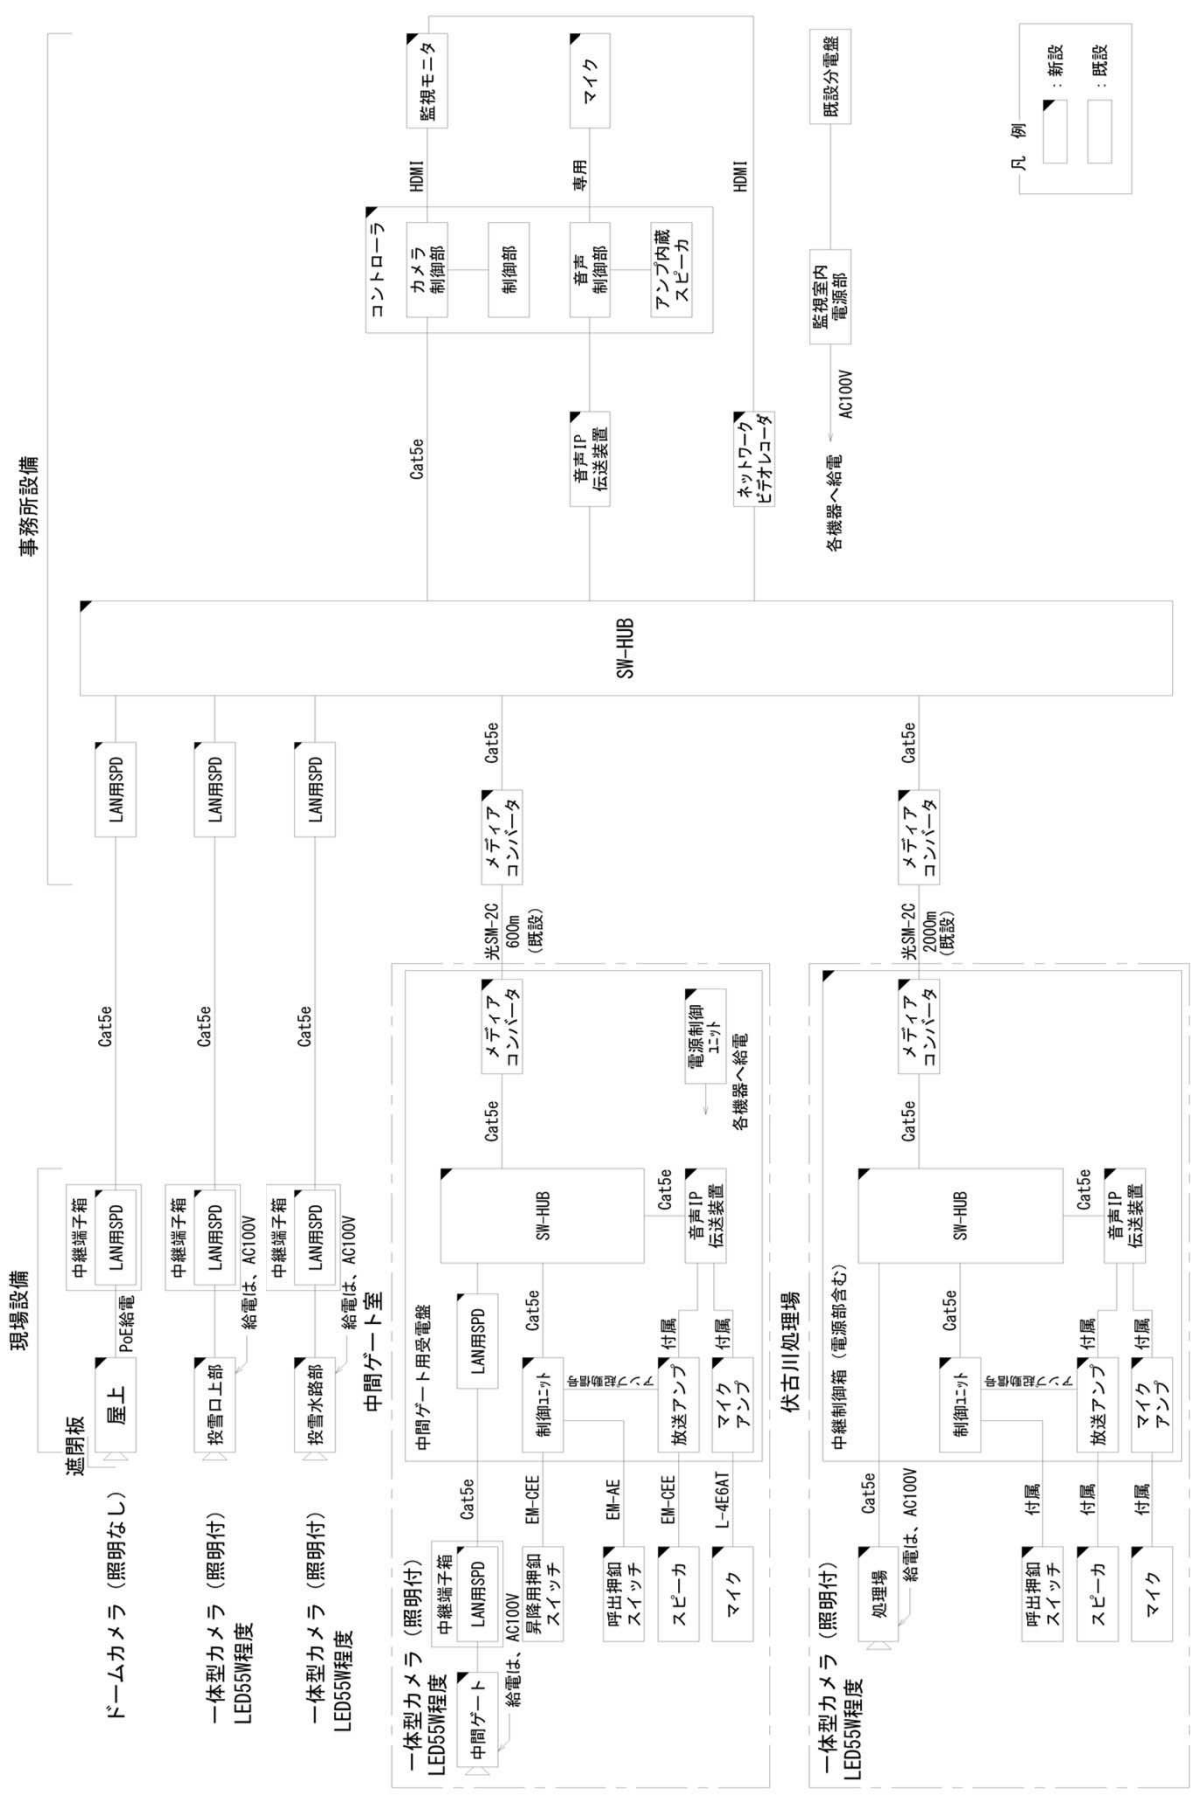 事務所設備
監視モニタ
HDMI
コントローラ
カメラ
制御部
制御部
マイク
専用
音声
制御部
アンプ内蔵
スピーカ
HDMI
既設分電盤
監視室内
電源部
AC100V
各機器へ給電
凡 例
：新設
：既設
Cat5e
音声IP
伝送装置
ネットワーク
ビデオレコーダ
SW-HUB
LAN用SPD
LAN用SPD
LAN用SPD
Cat5e
Cat5e
Cat5e
Cat5e
メディア
コンバータ
光SM-2C
600m
(既設)
Cat5e
メディア
コンバータ
光SM-2C
2000m
(既設)
現場設備
中継端子箱
LAN用SPD
PoE給電
屋上
遮閉板
ドームカメラ（照明なし）
中継端子箱
LAN用SPD
給電は、AC100V
投雪口上部
一体型カメラ（照明付）
LED55W程度
中継端子箱
LAN用SPD
給電は、AC100V
投雪水路部
一体型カメラ（照明付）
LED55W程度
中間ゲート室
中間ゲート用受電盤
メディア
コンバータ
Cat5e
電源制御
ユニット
各機器へ給電
SW-HUB
Cat5e
音声IP
伝送装置
LAN用SPD
Cat5e
制御ユニット
アンプ起動信号
付属
放送アンプ
付属
マイク
アンプ
Cat5e
EM-CEE
EM-AE
EM-CEE
L-4E6AT
一体型カメラ（照明付）
LED55W程度
中継端子箱
LAN用SPD
中間ゲート
給電は、AC100V
昇降用押釦
スイッチ
呼出押釦
スイッチ
スピーカ
マイク
伏古川処理場
中継制御箱（電源部含む）
メディア
コンバータ
Cat5e
SW-HUB
Cat5e
音声IP
伝送装置
Cat5e
制御ユニット
アンプ起動信号
付属
放送アンプ
付属
マイク
アンプ
Cat5e
付属
付属
付属
一体型カメラ（照明付）
LED55W程度
処理場
給電は、AC100V
呼出押釦
スイッチ
スピーカ
マイク